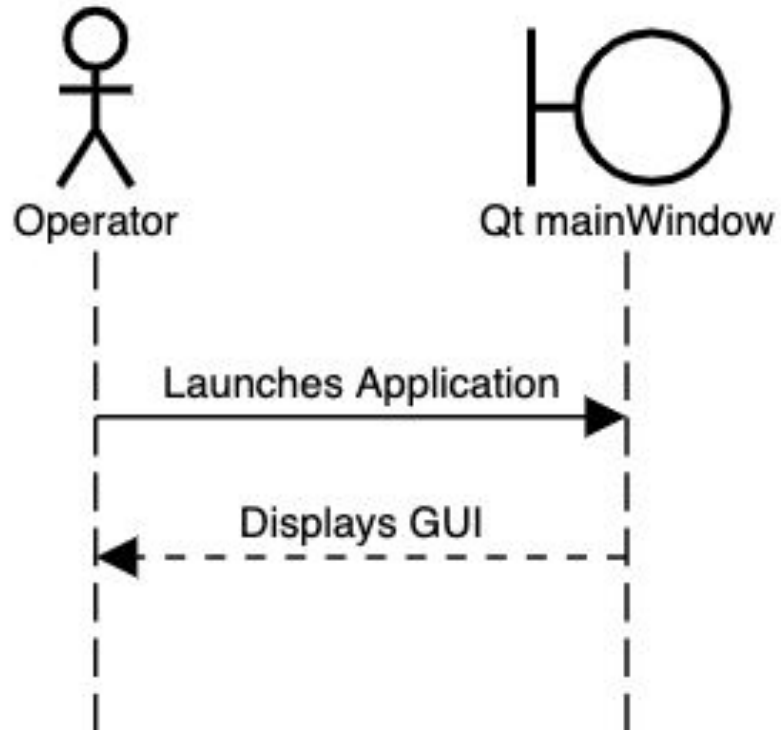 Operator
Qt mainWindow
Launches Application
Displays GUI